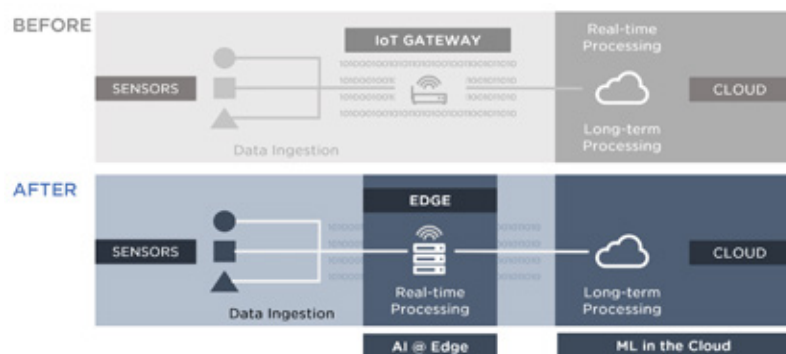 BEFORE
IoT GATEWAY
Real-time
Processing
SENSORS
CLOUD
Data Ingestion
Long-term
Processing
AFTER
EDGE
SENSORS
CLOUD
Data Ingestion
Real-time
Processing
Long-term
Processing
AI @ Edge
ML in the Cloud